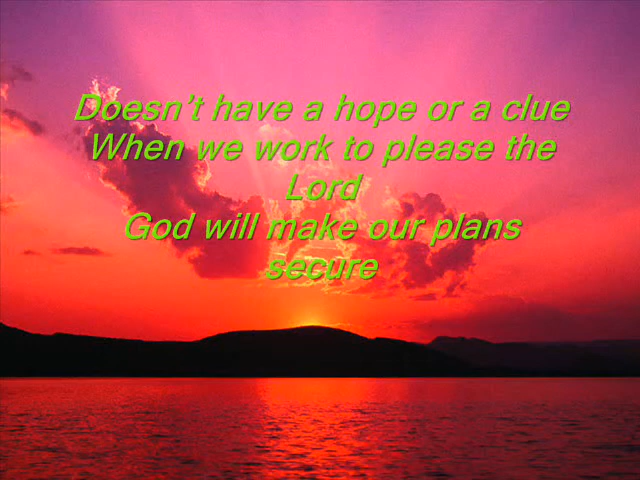 Doesn't have a hope or a clue
When we work to please the
Lord
God will make our plans
secure